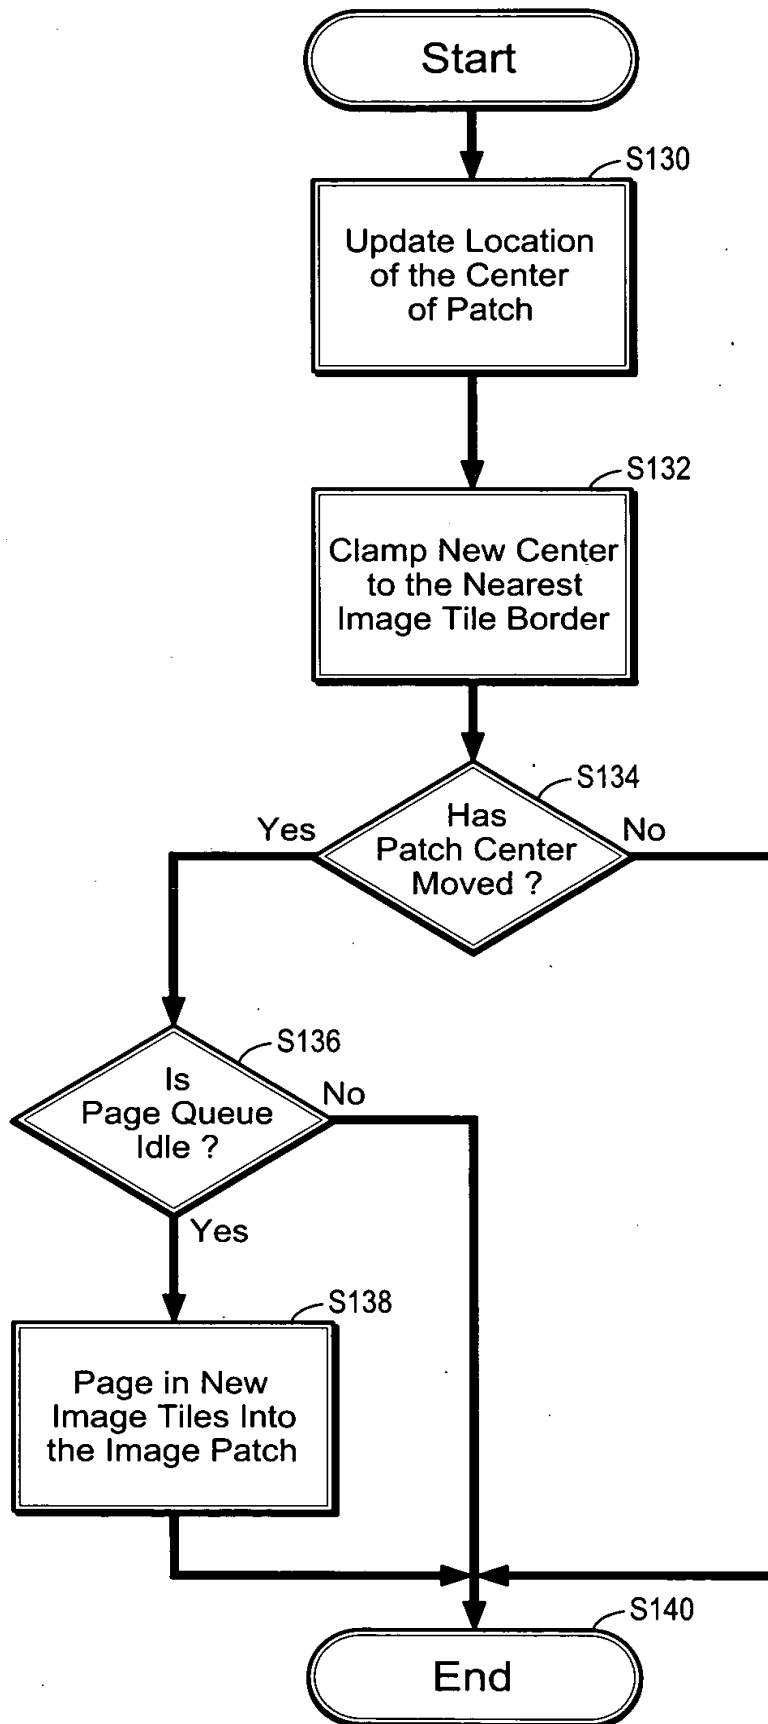 Start
S130
Update Location
of the Center
of Patch
S132
Clamp New Center
to the Nearest
Image Tile Border
S134
Has
Patch Center
Moved ?
Yes
No
S136
Is
Page Queue
Idle ?
No
Yes
S138
Page in New
Image Tiles Into
the Image Patch
S140
End